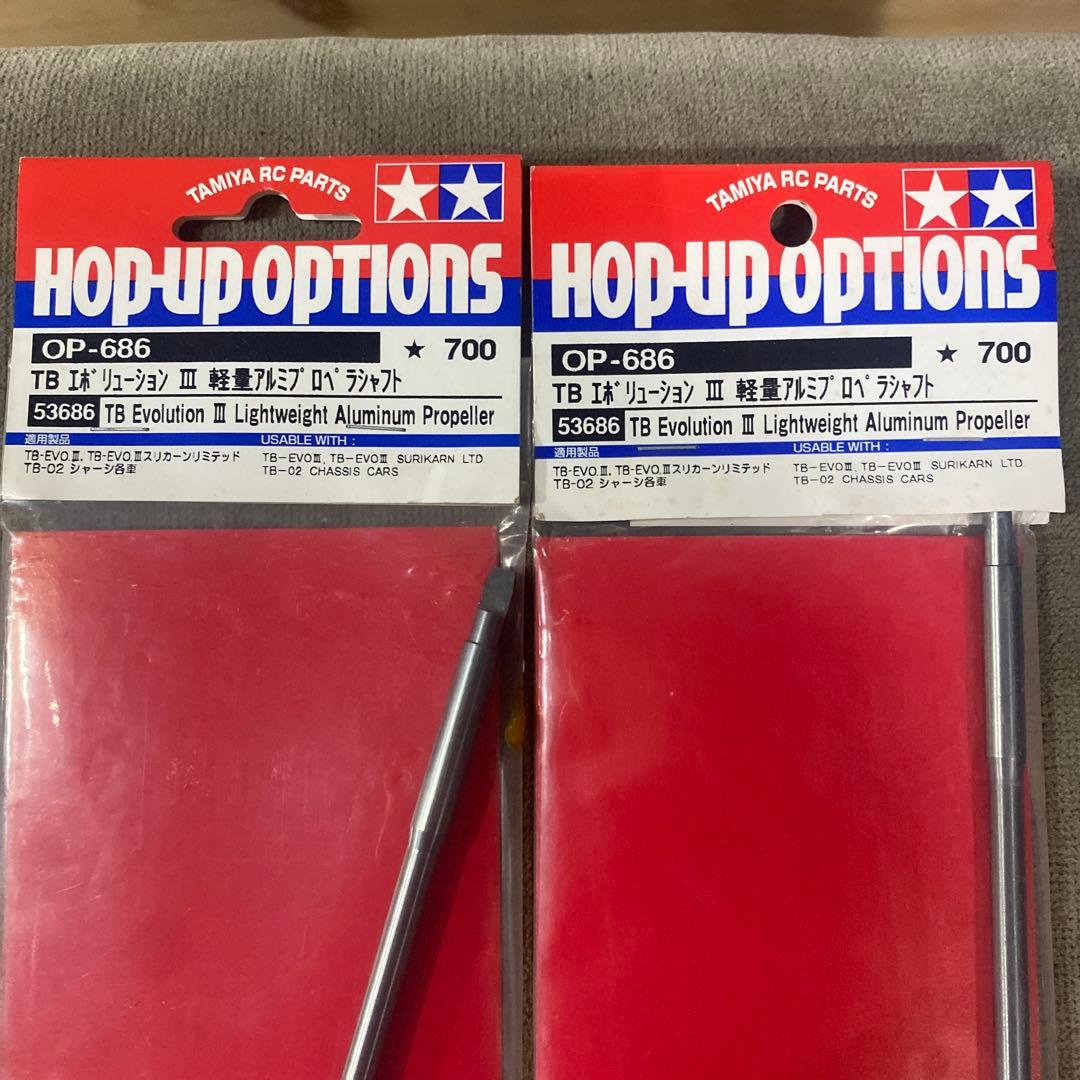 TAMIYA RC PARTS
HOP-UP OPTIONS
OP-686 ★ 700
TB エボリューション Ⅲ 軽量アルミプロペラシャフト
53686 TB Evolution Ⅲ Lightweight Aluminum Propeller
適用製品 USABLE WITH :
TB-EVO.Ⅲ, TB-EVO.Ⅲスリカーンリミテッド TB-EVOⅢ, TB-EVOⅢ SURIKARN LTD.
TB-02 シャーシ各車 TB-02 CHASSIS CARS
TAMIYA RC PARTS
HOP-UP OPTIONS
OP-686 ★ 700
TB エボリューション Ⅲ 軽量アルミプロペラシャフト
53686 TB Evolution Ⅲ Lightweight Aluminum Propeller
適用製品 USABLE WITH :
TB-EVO.Ⅲ, TB-EVO.Ⅲスリカーンリミテッド TB-EVOⅢ, TB-EVOⅢ SURIKARN LTD.
TB-02 シャーシ各車 TB-02 CHASSIS CARS